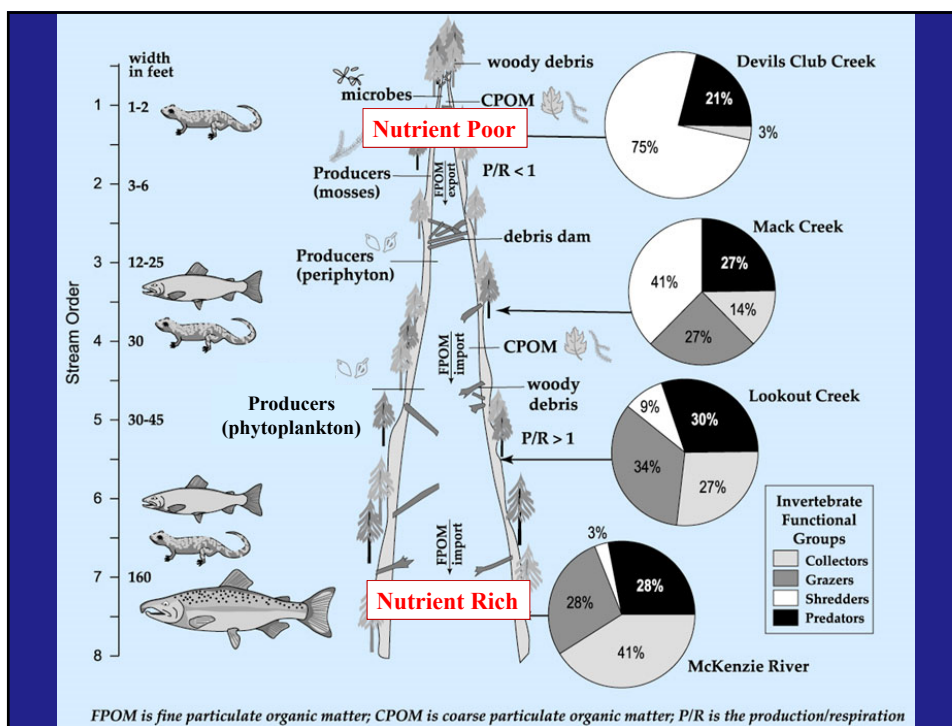 width
in feet
Stream Order
1
2
3
4
5
6
7
8
1-2
3-6
12-25
30
30-45
160
woody debris
microbes
CPOM
Nutrient Poor
Producers
(mosses)
FPOM
export
P/R < 1
debris dam
Producers
(periphyton)
FPOM
import
CPOM
woody
debris
Producers
(phytoplankton)
P/R > 1
FPOM
import
Nutrient Rich
Devils Club Creek
21%
3%
75%
Mack Creek
27%
41%
14%
27%
Lookout Creek
9%
30%
34%
27%
Invertebrate
Functional
Groups
Collectors
Grazers
Shredders
Predators
3%
28%
28%
41%
McKenzie River
FPOM is fine particulate organic matter; CPOM is coarse particulate organic matter; P/R is the production/respiration